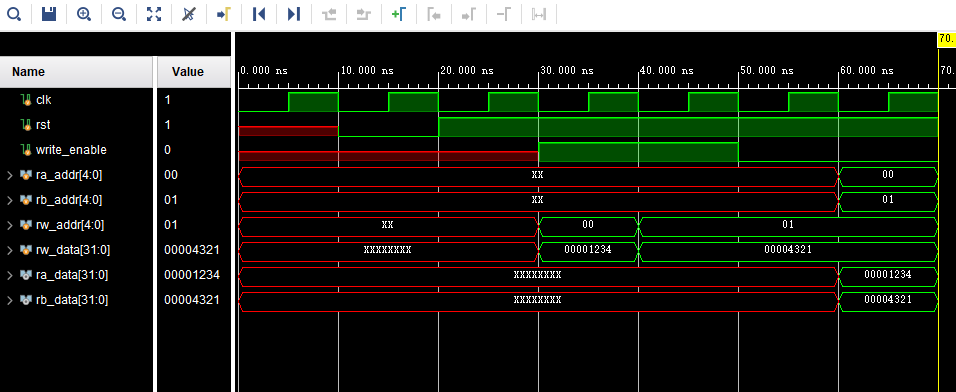 70.
Name Value 0.000 ns 10.000 ns 20.000 ns 30.000 ns 40.000 ns 50.000 ns 60.000 ns 70.
clk 1
rst 1
write_enable 0
ra_addr[4:0] 00 XX 00
rb_addr[4:0] 01 XX 01
rw_addr[4:0] 01 XX 00 01
rw_data[31:0] 00004321 XXXXXXXX 00001234 00004321
ra_data[31:0] 00001234 XXXXXXXX 00001234
rb_data[31:0] 00004321 XXXXXXXX 00004321